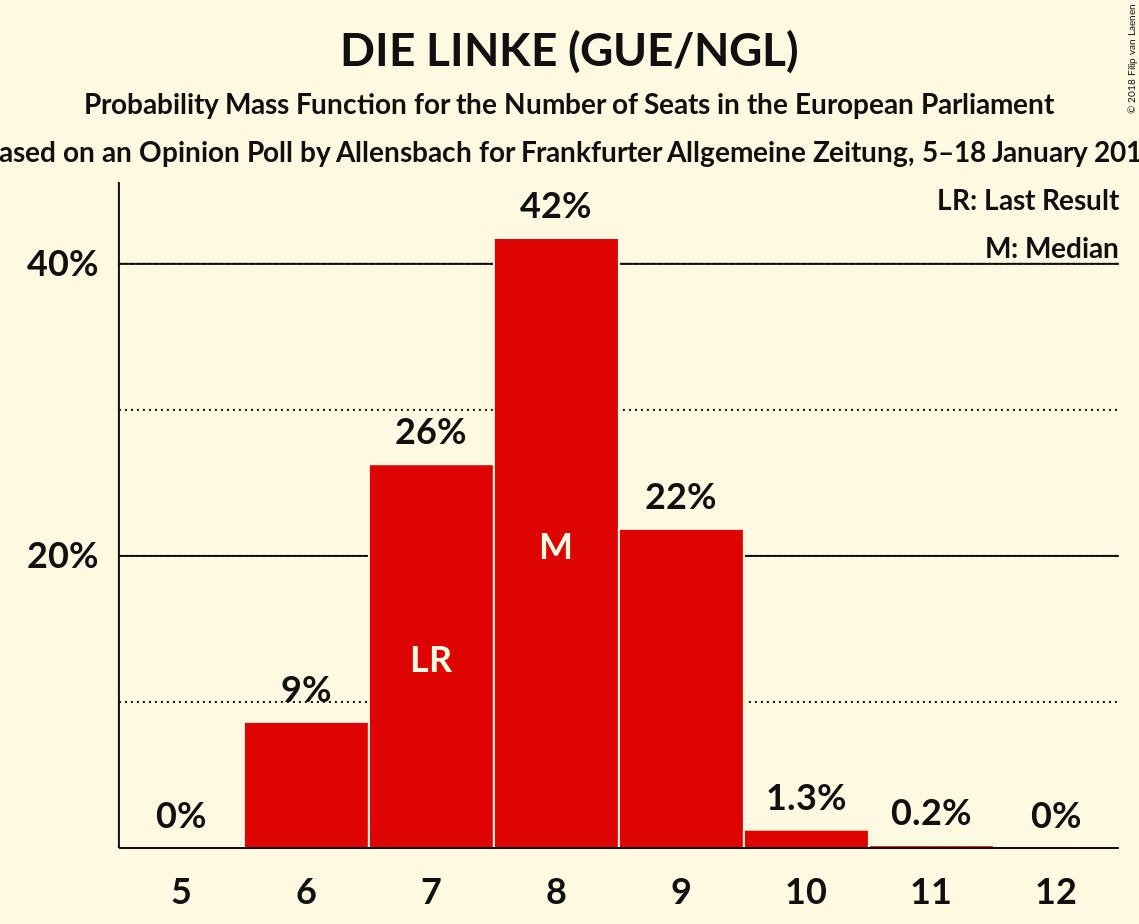 DIE LINKE (GUE/NGL)
Probability Mass Function for the Number of Seats in the European Parliament
ased on an Opinion Poll by Allensbach for Frankfurter Allgemeine Zeitung, 5–18 January 201
© 2018 Filip van Laenen
LR: Last Result
M: Median
40%
20%
0%
9%
26%
42%
22%
1.3%
0.2%
0%
LR
M
5 6 7 8 9 10 11 12